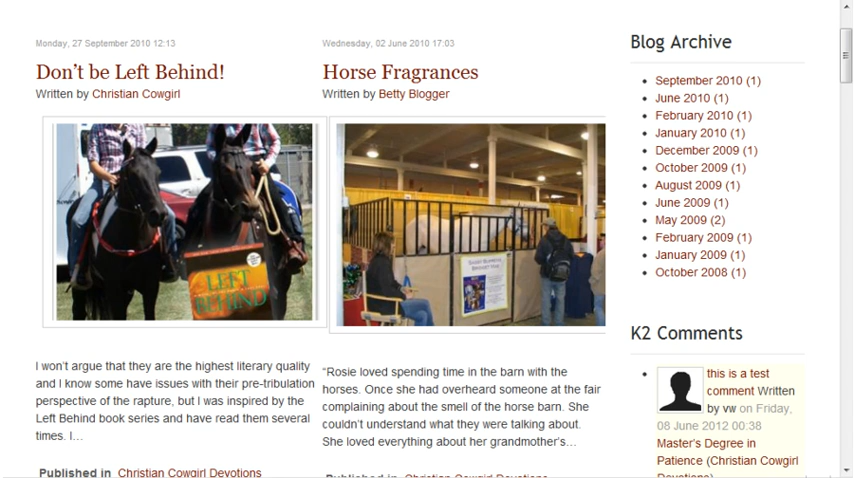 Monday, 27 September 2010 12:13
Don't be Left Behind!
Written by Christian Cowgirl
LEFT
BEHIND
I won't argue that they are the highest literary quality
and I know some have issues with their pre-tribulation
perspective of the rapture, but I was inspired by the
Left Behind book series and have read them several
times. I...
Published in Christian Cowgirl Devotions
Wednesday, 02 June 2010 17:03
Horse Fragrances
Written by Betty Blogger
"Rosie loved spending time in the barn with the
horses. Once she had overheard someone at the fair
complaining about the smell of the horse barn. She
couldn't understand what they were talking about.
She loved everything about her grandmother's...
Published in Christian Cowgirl Devotions
Blog Archive
September 2010 (1)
June 2010 (1)
February 2010 (1)
January 2010 (1)
December 2009 (1)
October 2009 (1)
August 2009 (1)
June 2009 (1)
May 2009 (2)
February 2009 (1)
January 2009 (1)
October 2008 (1)
K2 Comments
this is a test
comment Written
by vw on Friday,
08 June 2012 00:38
Master's Degree in
Patience (Christian Cowgirl
Devotions)